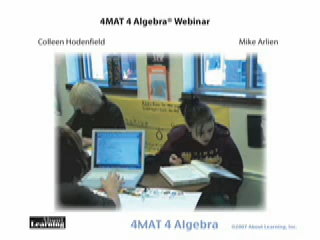 4MAT 4 Algebra® Webinar
Colleen Hodenfield Mike Arlien
About Learning
4MAT 4 Algebra
©2007 About Learning, Inc.